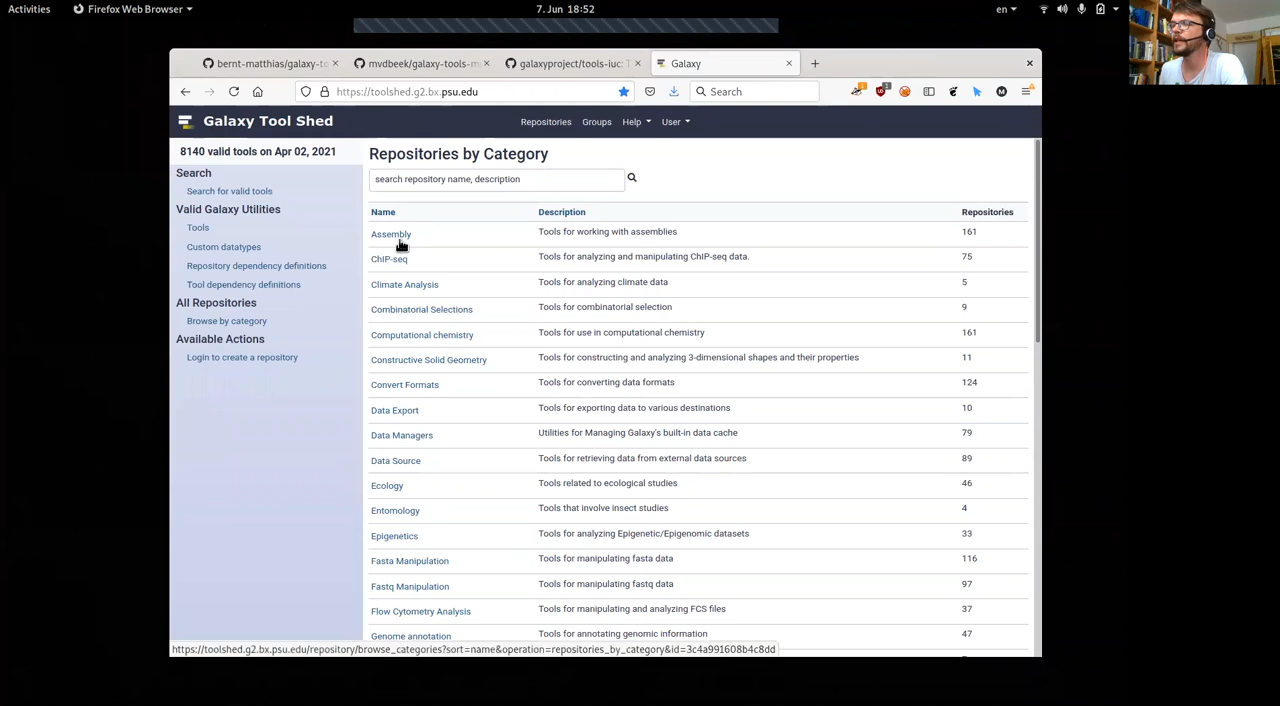 Activities Firefox Web Browser 7. Jun 18:52 en
bernt-matthias/galaxy-to × mvdbeek/galaxy-tools-m × galaxyproject/tools-iuc: T × Galaxy × + ×
https://toolshed.g2.bx.psu.edu Search
Galaxy Tool Shed Repositories Groups Help User
8140 valid tools on Apr 02, 2021
Search
Search for valid tools
Valid Galaxy Utilities
Tools
Custom datatypes
Repository dependency definitions
Tool dependency definitions
All Repositories
Browse by category
Available Actions
Login to create a repository
Repositories by Category
search repository name, description
Name Description Repositories
Assembly Tools for working with assemblies 161
ChIP-seq Tools for analyzing and manipulating ChIP-seq data. 75
Climate Analysis Tools for analyzing climate data 5
Combinatorial Selections Tools for combinatorial selection 9
Computational chemistry Tools for use in computational chemistry 161
Constructive Solid Geometry Tools for constructing and analyzing 3-dimensional shapes and their properties 11
Convert Formats Tools for converting data formats 124
Data Export Tools for exporting data to various destinations 10
Data Managers Utilities for Managing Galaxy's built-in data cache 79
Data Source Tools for retrieving data from external data sources 89
Ecology Tools related to ecological studies 46
Entomology Tools that involve insect studies 4
Epigenetics Tools for analyzing Epigenetic/Epigenomic datasets 33
Fasta Manipulation Tools for manipulating fasta data 116
Fastq Manipulation Tools for manipulating fastq data 97
Flow Cytometry Analysis Tools for manipulating and analyzing FCS files 37
Genome annotation Tools for annotating genomic information 47
https://toolshed.g2.bx.psu.edu/repository/browse_categories?sort=name&operation=repositories_by_category&id=3c4a991608b4c8dd